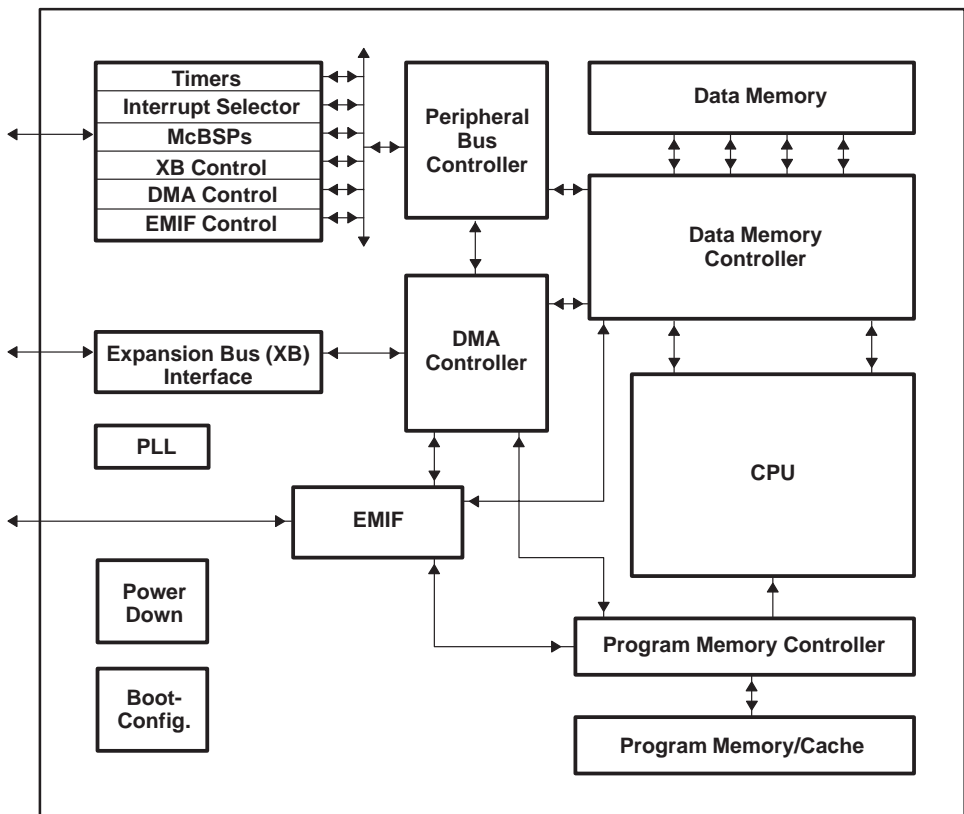 Timers
Interrupt Selector
McBSPs
XB Control
DMA Control
EMIF Control
Peripheral
Bus
Controller
Data Memory
Data Memory
Controller
Expansion Bus (XB)
Interface
DMA
Controller
PLL
CPU
EMIF
Power
Down
Program Memory Controller
Boot-
Config.
Program Memory/Cache